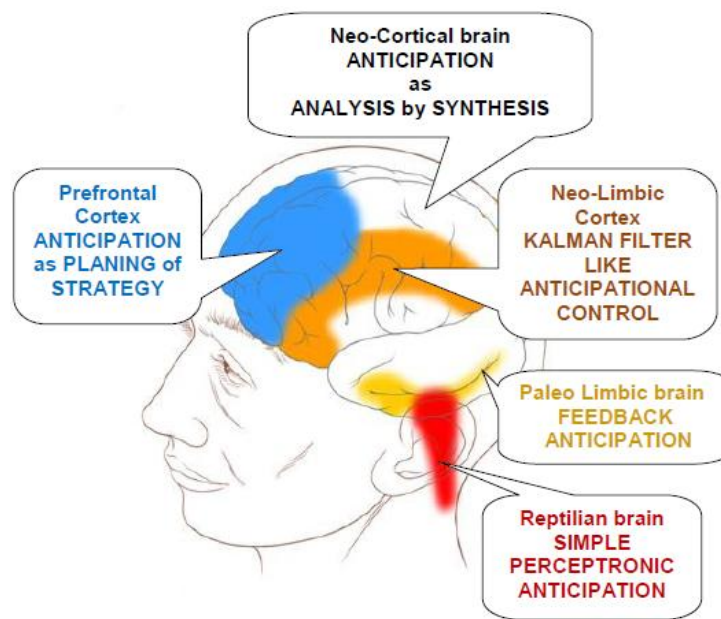 Neo-Cortical brain
ANTICIPATION
as
ANALYSIS by SYNTHESIS
Prefrontal
Cortex
ANTICIPATION
as PLANING of
STRATEGY
Neo-Limbic
Cortex
KALMAN FILTER
LIKE
ANTICIPATIONAL
CONTROL
Paleo Limbic brain
FEEDBACK
ANTICIPATION
Reptilian brain
SIMPLE
PERCEPTRONIC
ANTICIPATION